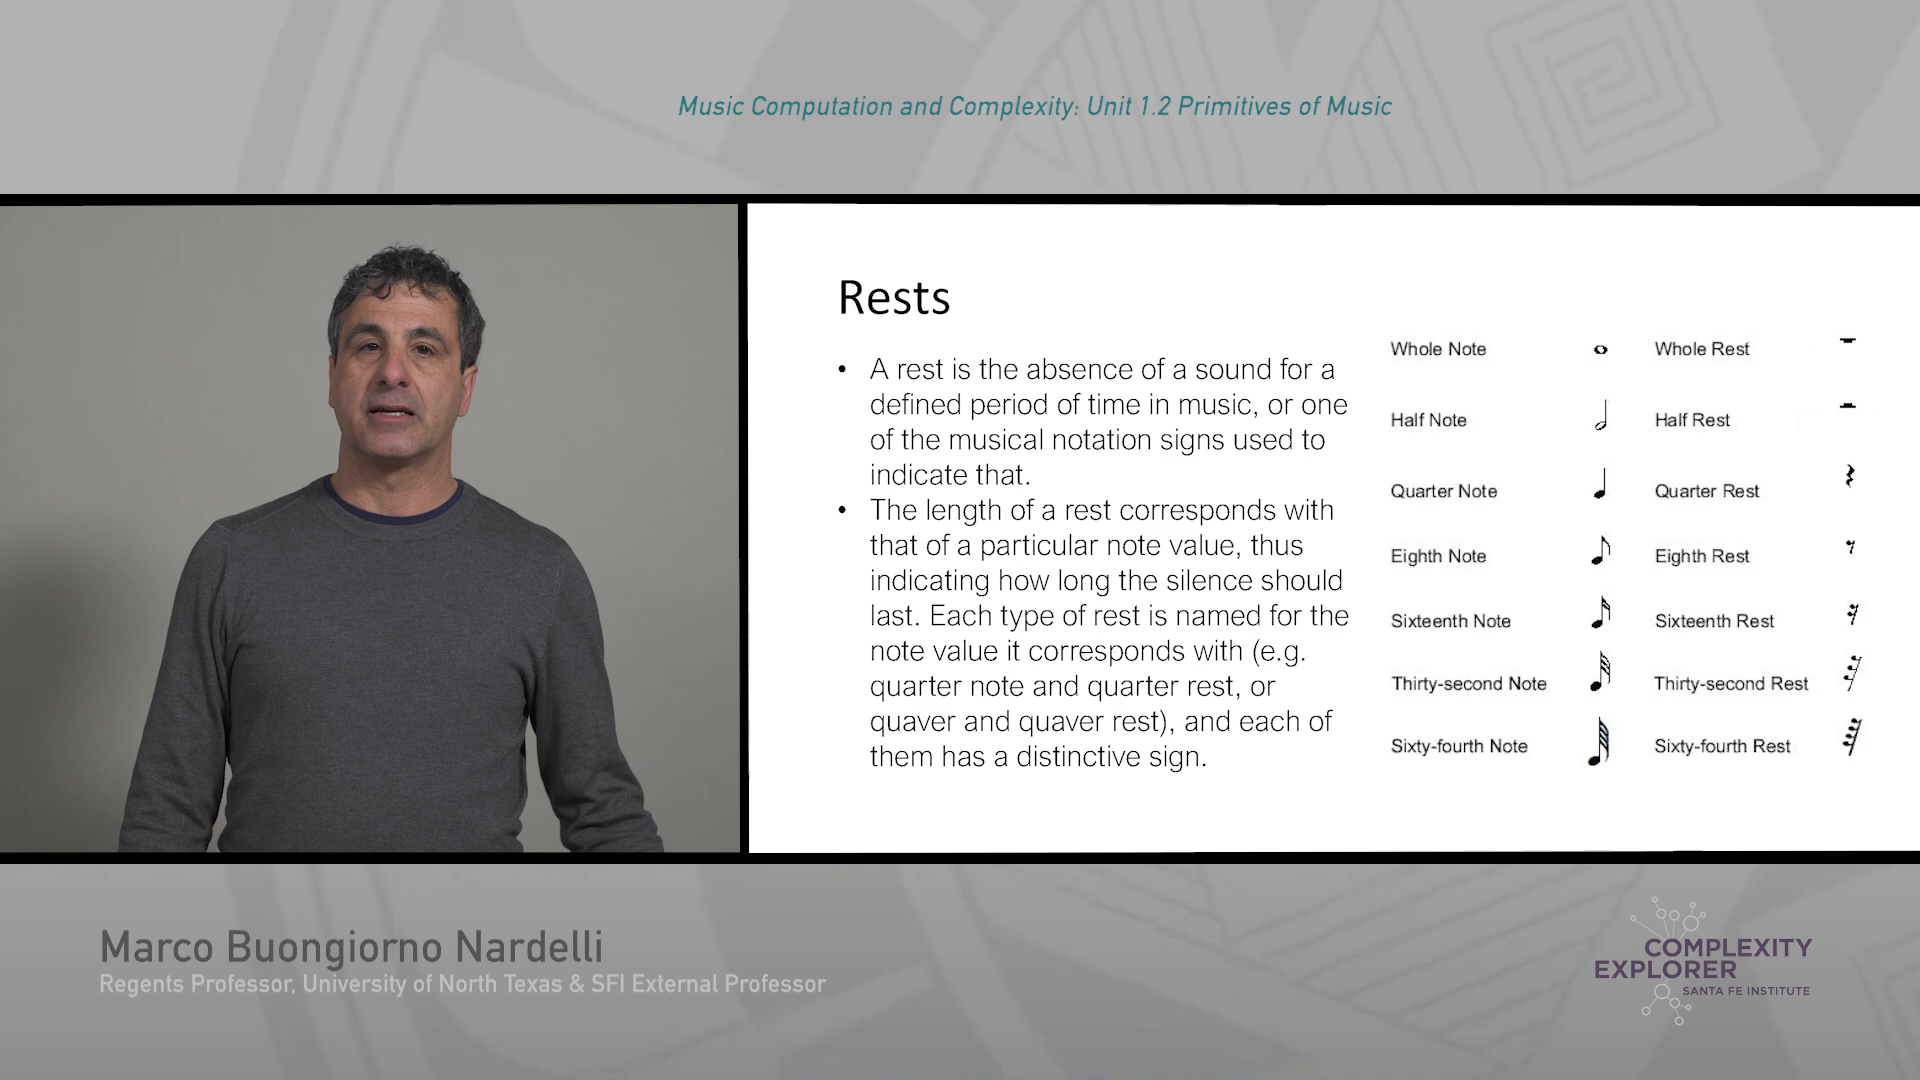 Music Computation and Complexity: Unit 1.2 Primitives of Music
Rests
• A rest is the absence of a sound for a
defined period of time in music, or one
of the musical notation signs used to
indicate that.
• The length of a rest corresponds with
that of a particular note value, thus
indicating how long the silence should
last. Each type of rest is named for the
note value it corresponds with (e.g.
quarter note and quarter rest, or
quaver and quaver rest), and each of
them has a distinctive sign.
Whole Note Whole Rest
Half Note Half Rest
Quarter Note Quarter Rest
Eighth Note Eighth Rest
Sixteenth Note Sixteenth Rest
Thirty-second Note Thirty-second Rest
Sixty-fourth Note Sixty-fourth Rest
Marco Buongiorno Nardelli
Regents Professor, University of North Texas & SFI External Professor
COMPLEXITY
EXPLORER
SANTA FE INSTITUTE